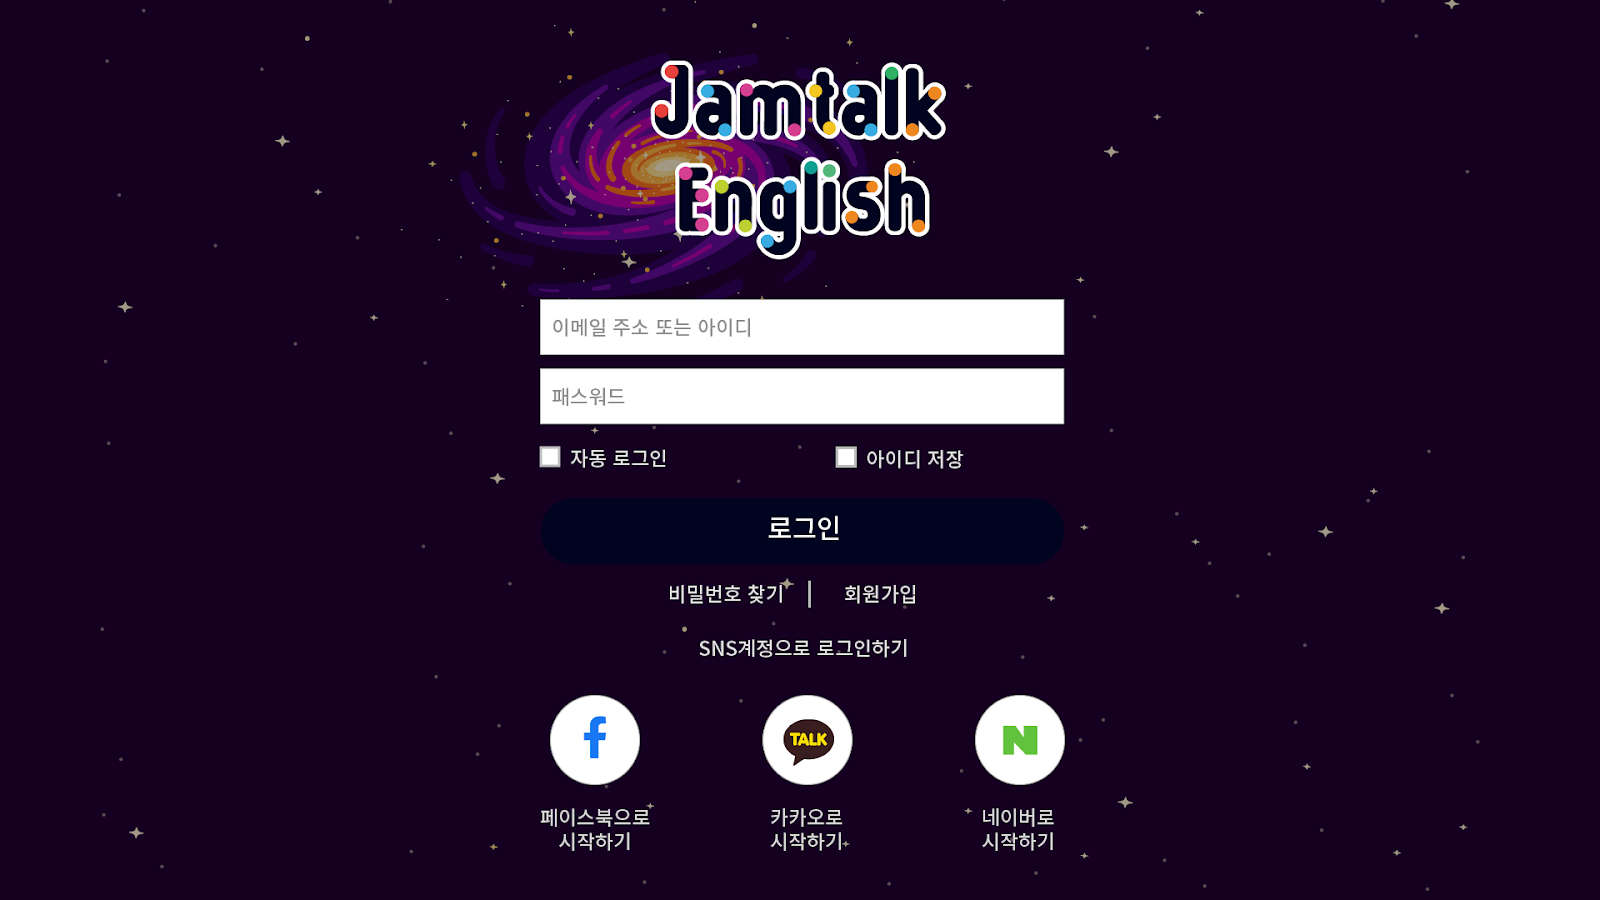 Jamtalk
English
이메일 주소 또는 아이디
패스워드
자동 로그인
아이디 저장
로그인
비밀번호 찾기 | 회원가입
SNS계정으로 로그인하기
f
TALK
N
페이스북으로
시작하기
카카오로
시작하기
네이버로
시작하기